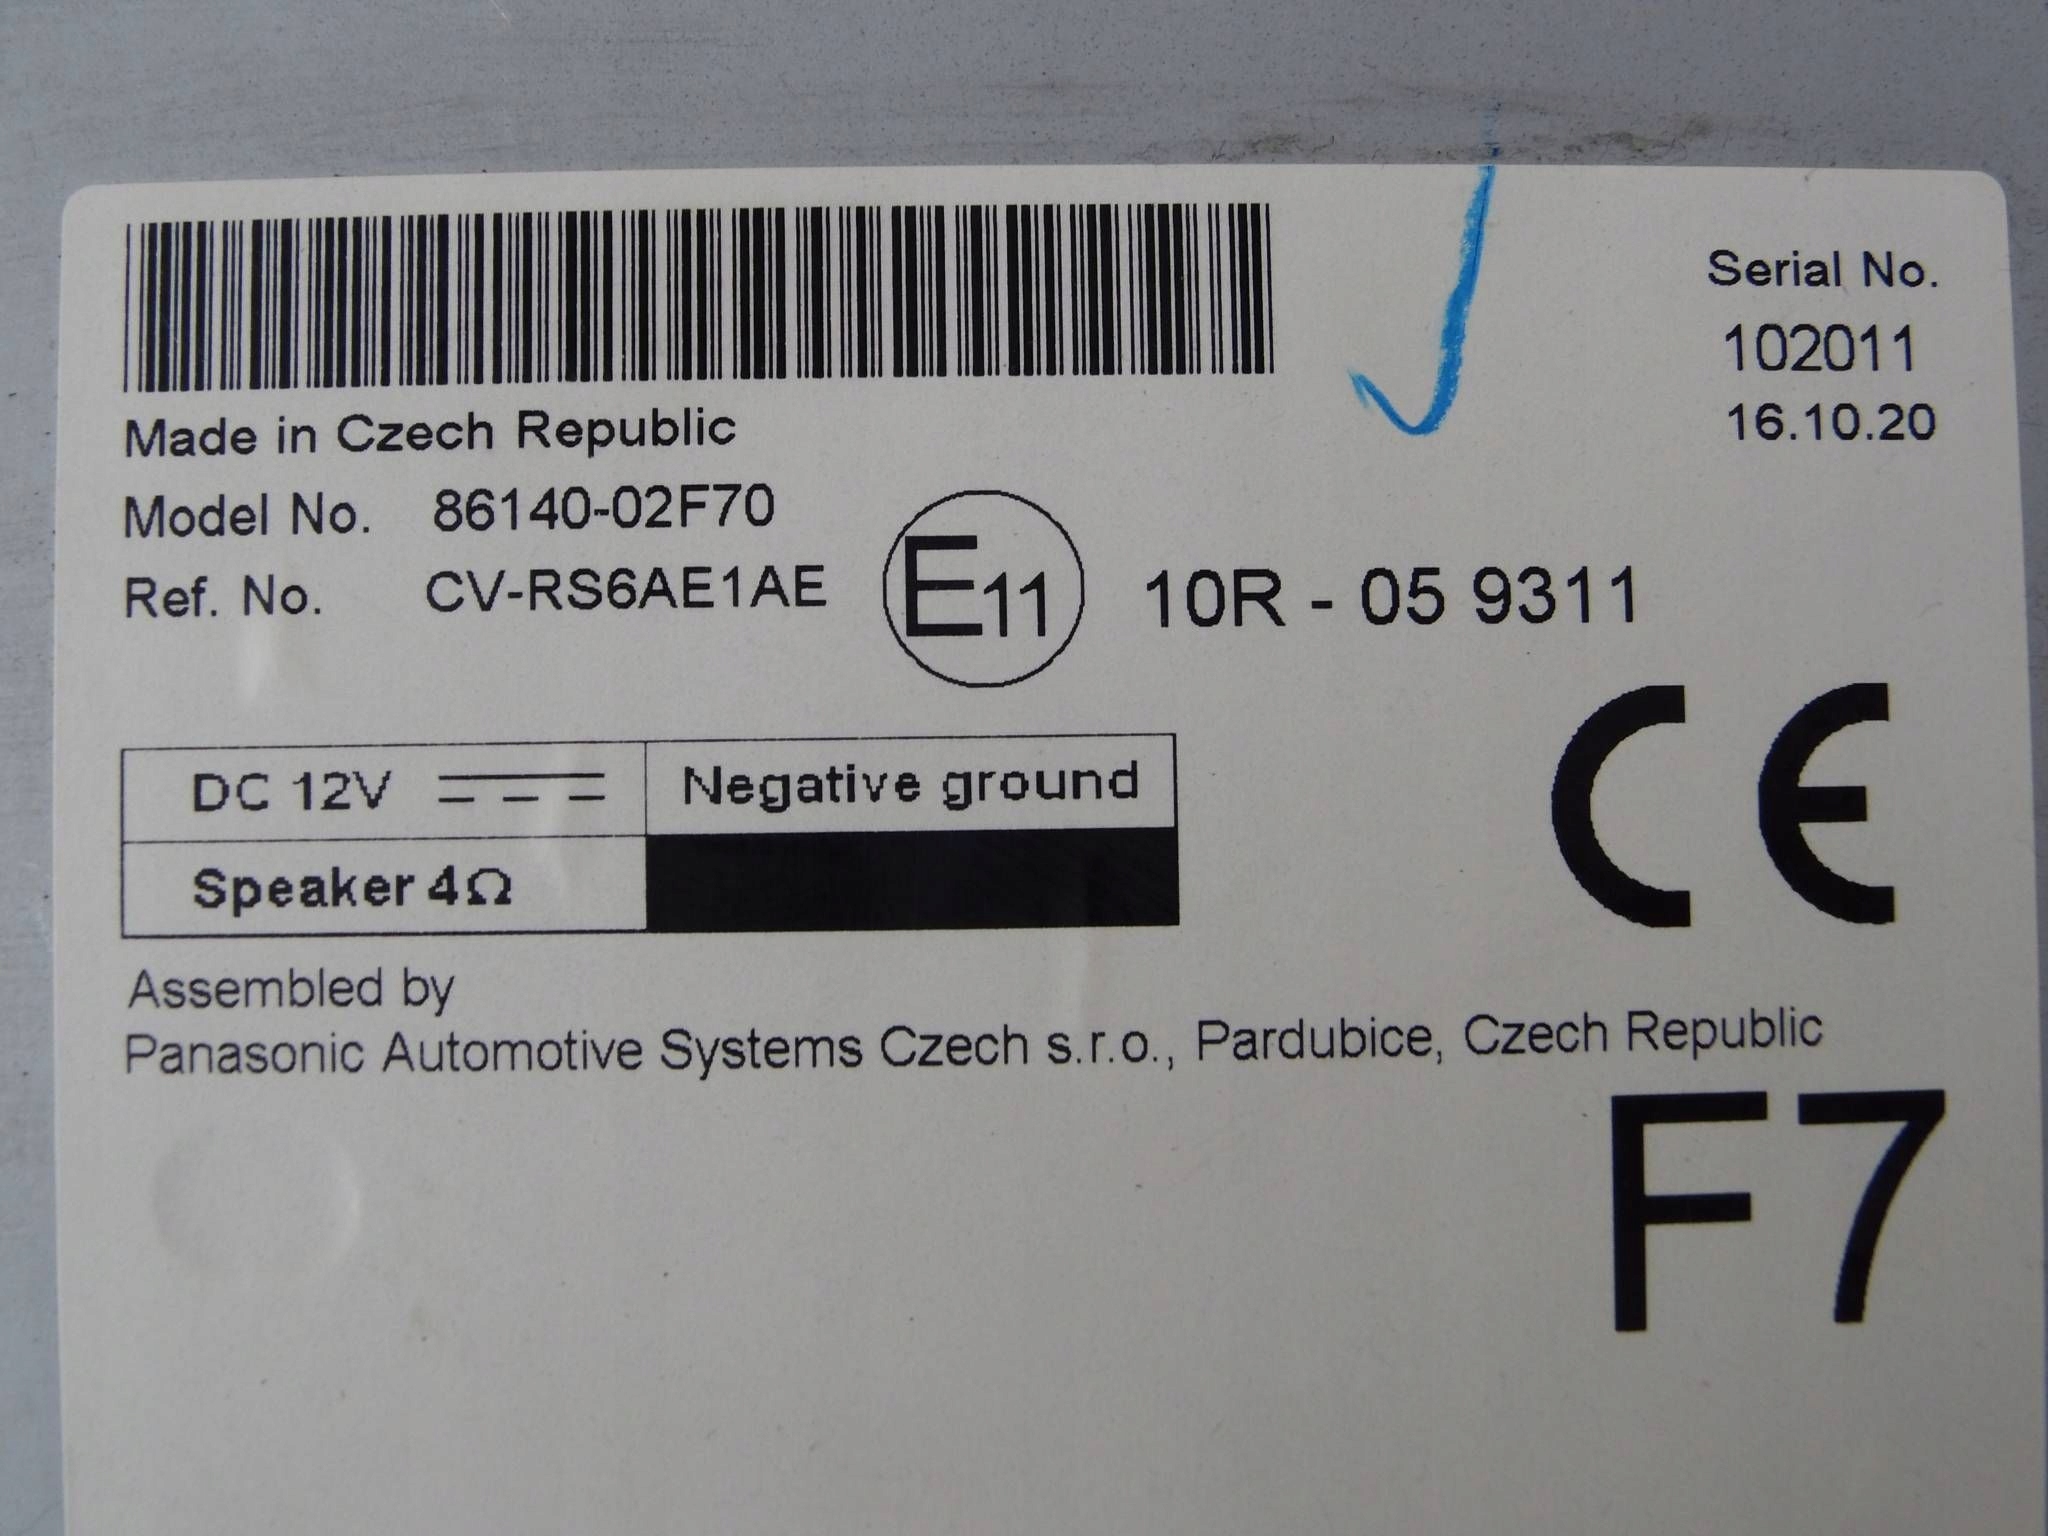 Serial No.
102011
16.10.20
Made in Czech Republic
Model No. 86140-02F70
Ref. No. CV-RS6AE1AE
E11 10R - 05 9311
DC 12V Negative ground
Speaker 4Ω
CE
Assembled by
Panasonic Automotive Systems Czech s.r.o., Pardubice, Czech Republic
F7